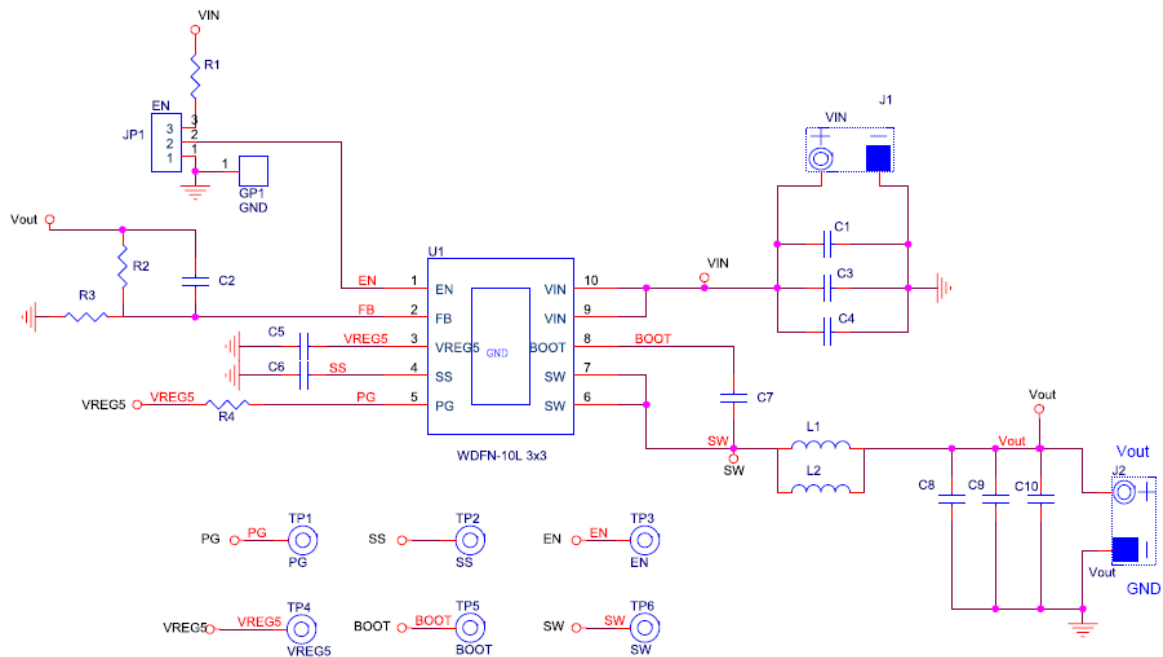 VIN
R1
EN
JP1
3
2
1
3
2
1
1
GP1
GND
J1
VIN
C1
C3
C4
VIN
Vout
R2
C2
R3
U1
EN
1
EN
FB
2
FB
C5
VREG5
3
VREG5
C6
SS
4
SS
VREG5
VREG5
R4
PG
5
PG
GND
VIN
10
VIN
9
BOOT
8
BOOT
SW
7
SW
6
WDFN-10L 3x3
C7
SW
SW
L1
L2
Vout
Vout
C8
C9
C10
Vout
J2
Vout
GND
PG
PG
TP1
PG
SS
TP2
SS
EN
EN
TP3
EN
VREG5
VREG5
TP4
VREG5
BOOT
BOOT
TP5
BOOT
SW
SW
TP6
SW